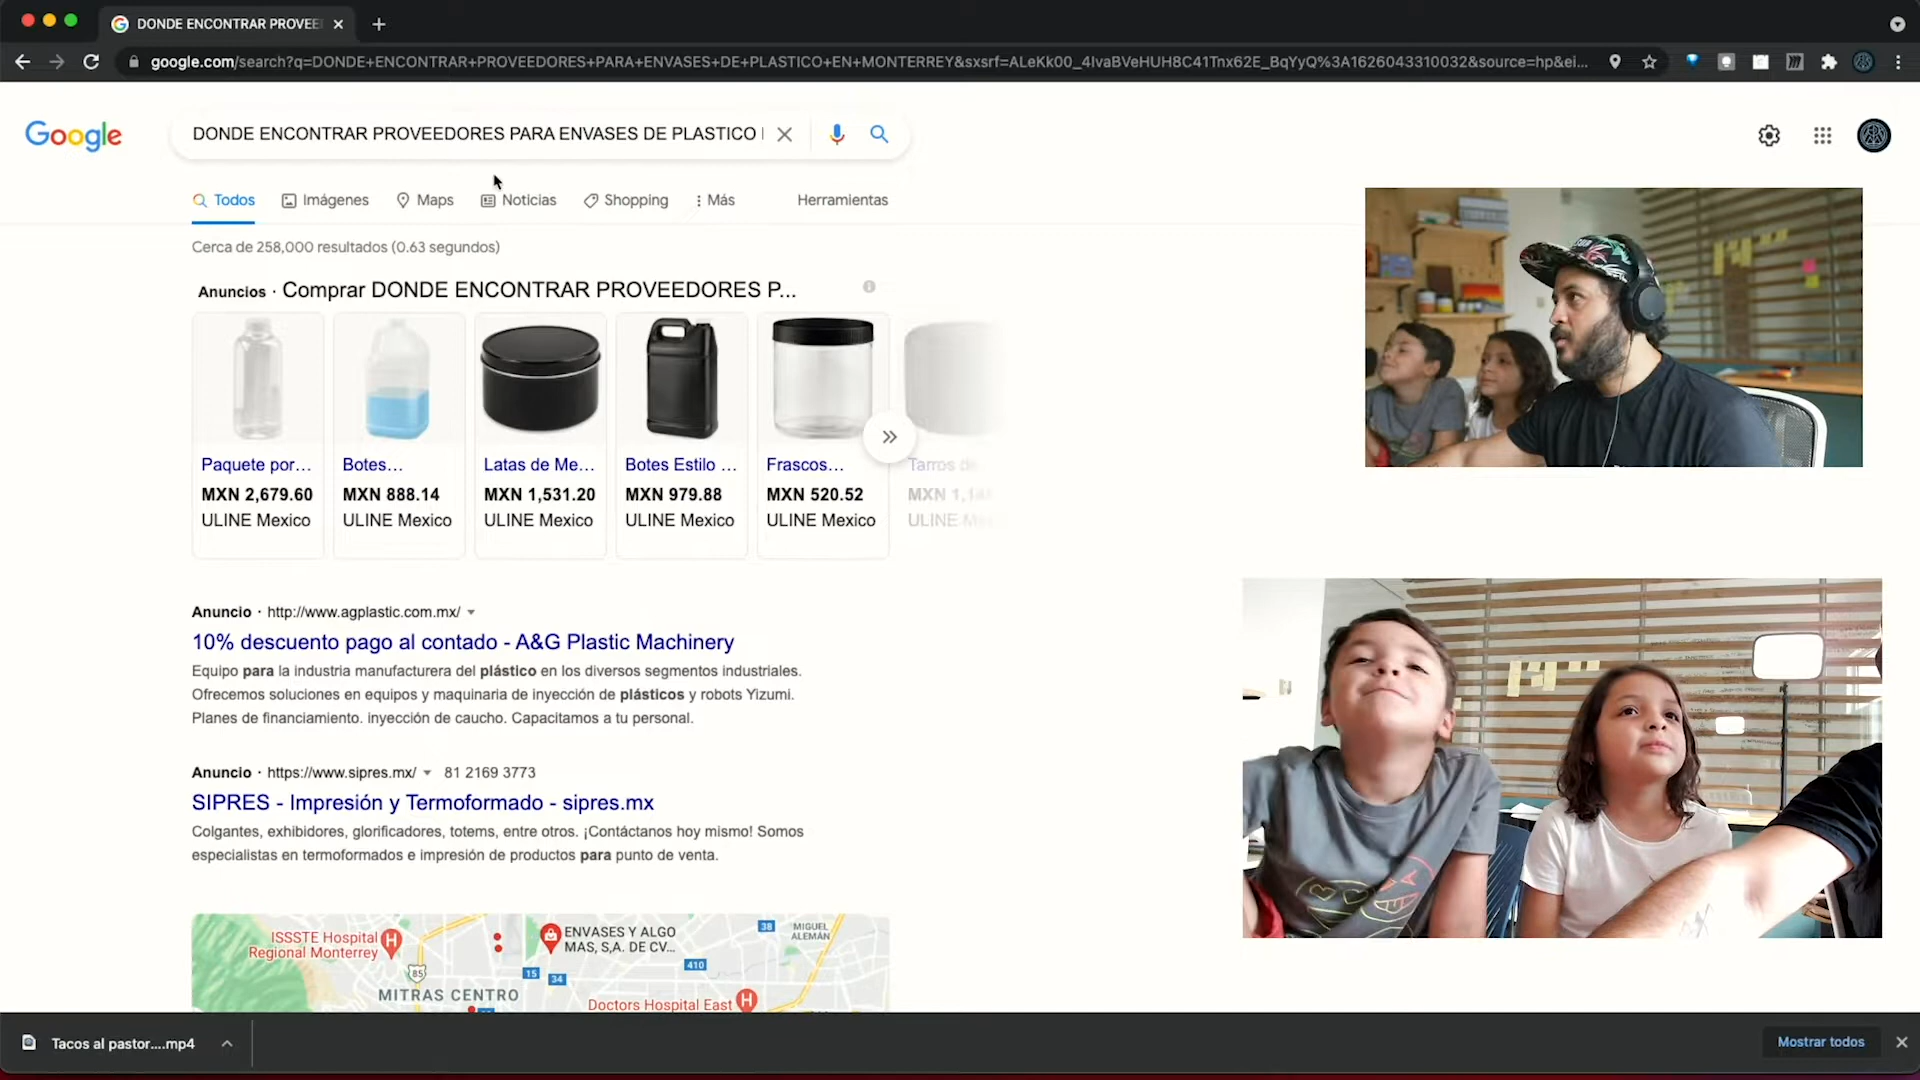 DONDE ENCONTRAR PROVEE
google.com/search?q=DONDE+ENCONTRAR+PROVEEDORES+PARA+ENVASES+DE+PLASTICO+EN+MONTERREY&sxsrf=ALeKk00_4IvaBVeHUH8C41Tnx62E_BqYyQ%3A1626043310032&source=hp&ei...
Google
DONDE ENCONTRAR PROVEEDORES PARA ENVASES DE PLASTICO
Todos Imágenes Maps Noticias Shopping Más Herramientas
Cerca de 258,000 resultados (0.63 segundos)
Anuncios · Comprar DONDE ENCONTRAR PROVEEDORES P...
Paquete por... Botes... Latas de Me... Botes Estilo ... Frascos... Tarros de
MXN 2,679.60 MXN 888.14 MXN 1,531.20 MXN 979.88 MXN 520.52 MXN
ULINE Mexico ULINE Mexico ULINE Mexico ULINE Mexico ULINE Mexico ULINE
Anuncio · http://www.agplastic.com.mx/
10% descuento pago al contado - A&G Plastic Machinery
Equipo para la industria manufacturera del plástico en los diversos segmentos industriales.
Ofrecemos soluciones en equipos y maquinaria de inyección de plásticos y robots Yizumi.
Planes de financiamiento. inyección de caucho. Capacitamos a tu personal.
Anuncio · https://www.sipres.mx/ 81 2169 3773
SIPRES - Impresión y Termoformado - sipres.mx
Colgantes, exhibidores, glorificadores, totems, entre otros. ¡Contáctanos hoy mismo! Somos
especialistas en termoformados e impresión de productos para punto de venta.
ISSSTE Hospital
Regional Monterrey
H
85
MITRAS CENTRO
15
34
ENVASES Y ALGO
MAS, S,A. DE CV...
410
38
MIGUEL
ALEMÁN
Doctors Hospital East
H
Tacos al pastor....mp4
Mostrar todos